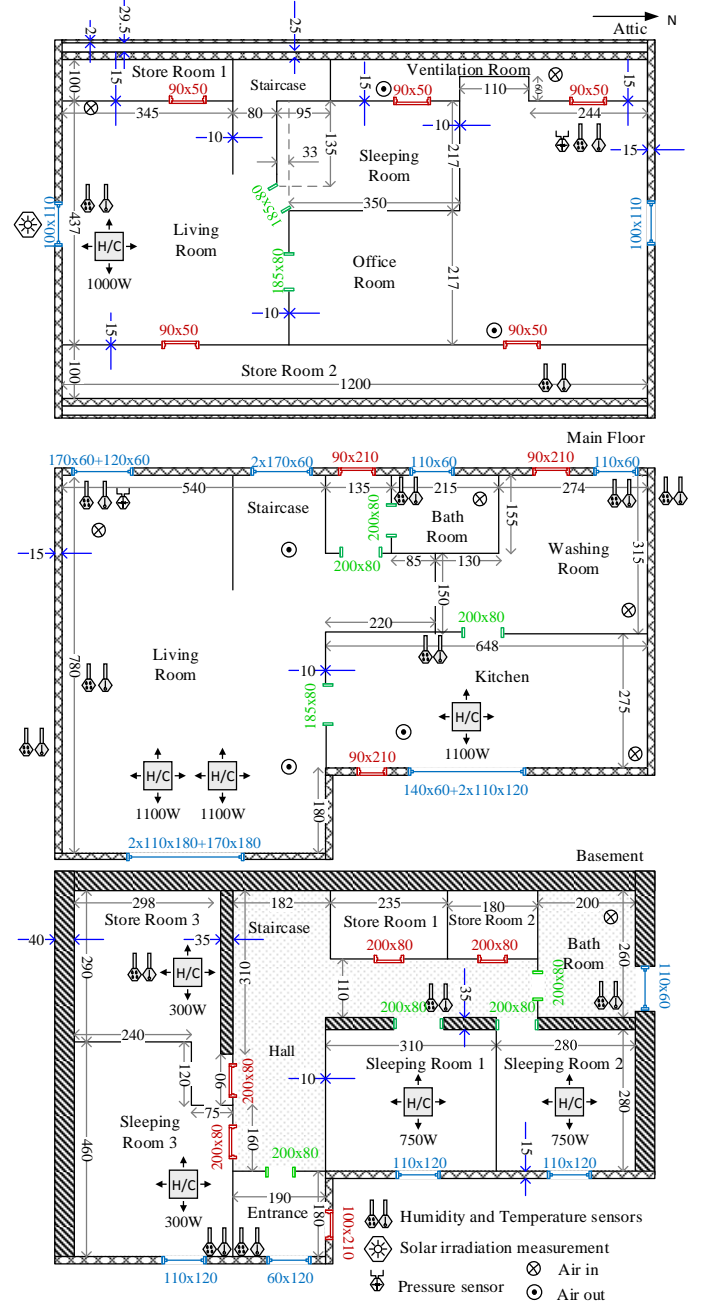 N
Attic
2
29.5
25
100
15
Store Room 1
90x50
Staircase
15
90x50
Ventilation Room
110
60
90x50
15
345
80
95
244
10
10
135
33
Sleeping
Room
217
15
350
185x80
100x110
437
H/C
1000W
Living
Room
185x80
Office
Room
217
100x110
10
15
90x50
90x50
100
Store Room 2
1200
Main Floor
170x60+120x60
2x170x60
90x210
110x60
90x210
110x60
540
135
215
274
Staircase
200x80
Bath
Room
155
315
15
Washing
Room
200x80
85
130
150
220
200x80
648
780
Living
Room
10
Kitchen
275
185x80
H/C
1100W
H/C
H/C
1100W
1100W
90x210
140x60+2x110x120
180
2x110x180+170x180
Basement
298
182
235
180
200
Store Room 3
Staircase
Store Room 1
Store Room 2
Bath
Room
260
40
35
200x80
200x80
200x80
110x60
290
H/C
300W
310
110
35
200x80
200x80
240
Hall
310
280
Sleeping Room 1
Sleeping Room 2
120
90
200x80
10
H/C
750W
H/C
750W
280
75
Sleeping
Room 3
460
200x80
160
200x80
15
110x120
110x120
H/C
300W
190
Entrance
180
100x210
110x120
60x120
Humidity and Temperature sensors
Solar irradiation measurement
Air in
Pressure sensor
Air out